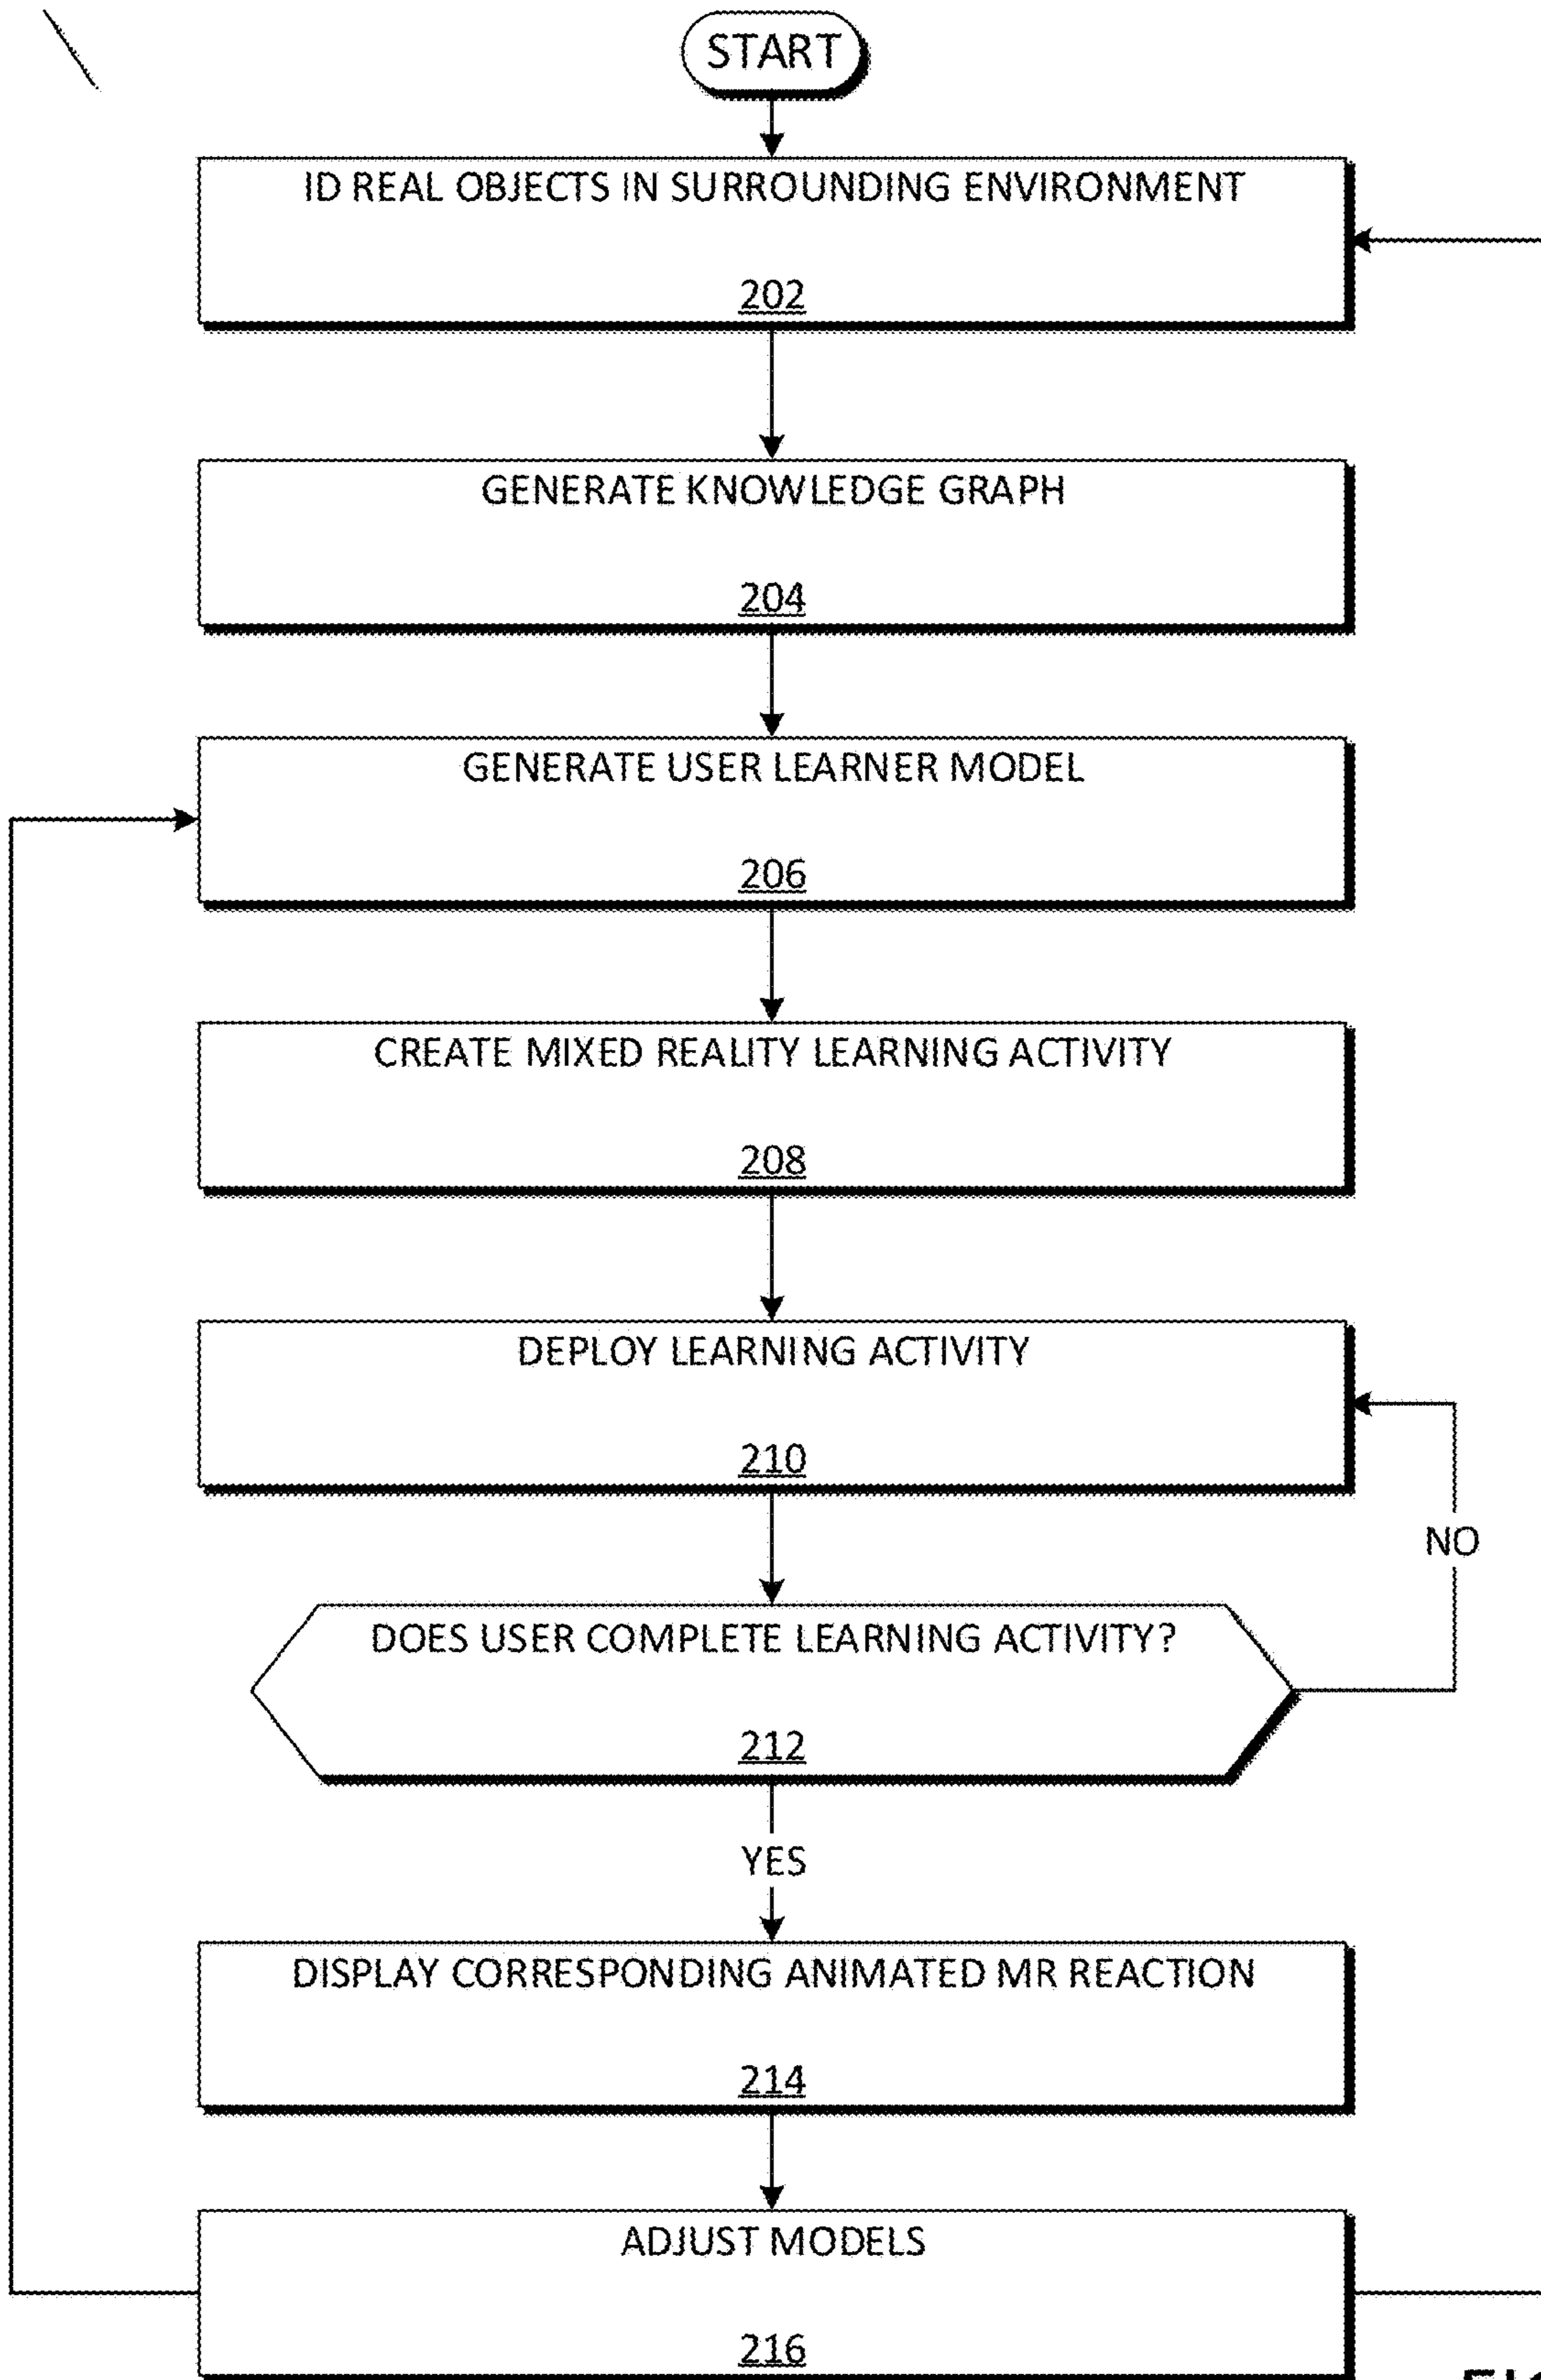 START
ID REAL OBJECTS IN SURROUNDING ENVIRONMENT
202
GENERATE KNOWLEDGE GRAPH
204
GENERATE USER LEARNER MODEL
206
CREATE MIXED REALITY LEARNING ACTIVITY
208
DEPLOY LEARNING ACTIVITY
210
NO
DOES USER COMPLETE LEARNING ACTIVITY?
212
YES
DISPLAY CORRESPONDING ANIMATED MR REACTION
214
ADJUST MODELS
216